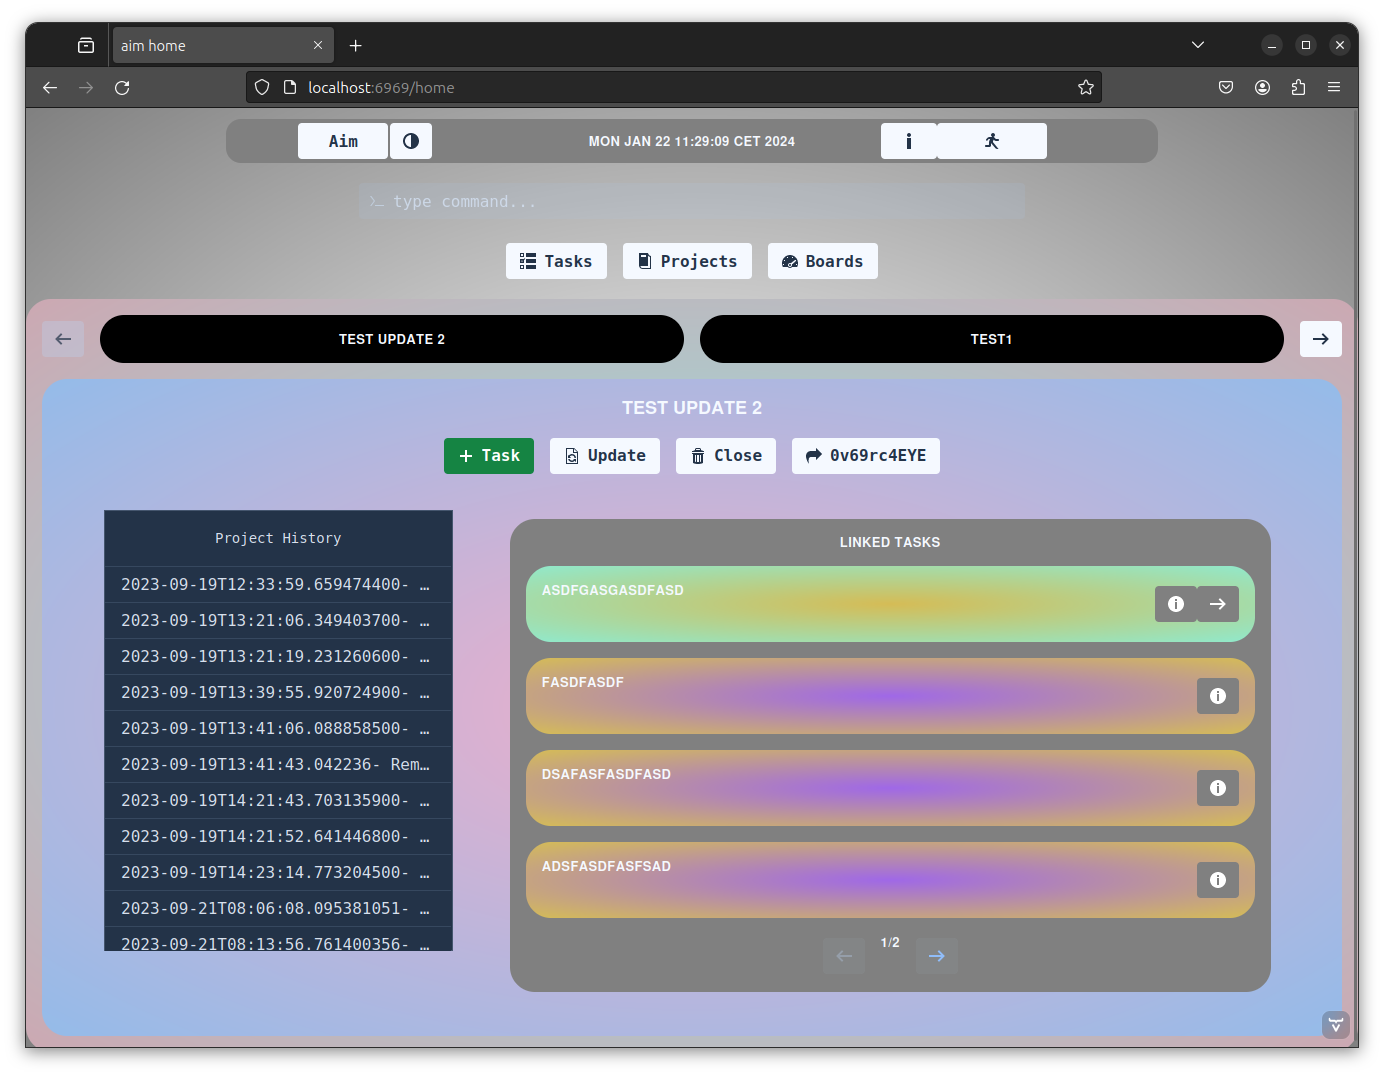 aim home
localhost:6969/home
Aim
MON JAN 22 11:29:09 CET 2024
type command...
Tasks
Projects
Boards
TEST UPDATE 2
TEST1
TEST UPDATE 2
+ Task
Update
Close
0v69rc4EYE
Project History
2023-09-19T12:33:59.659474400- …
2023-09-19T13:21:06.349403700- …
2023-09-19T13:21:19.231260600- …
2023-09-19T13:39:55.920724900- …
2023-09-19T13:41:06.088858500- …
2023-09-19T13:41:43.042236- Rem…
2023-09-19T14:21:43.703135900- …
2023-09-19T14:21:52.641446800- …
2023-09-19T14:23:14.773204500- …
2023-09-21T08:06:08.095381051- …
2023-09-21T08:13:56.761400356- …
LINKED TASKS
ASDFGASGASDFASD
FASDFASDF
DSAFASFASDFASD
ADSFASDFASFSAD
1/2